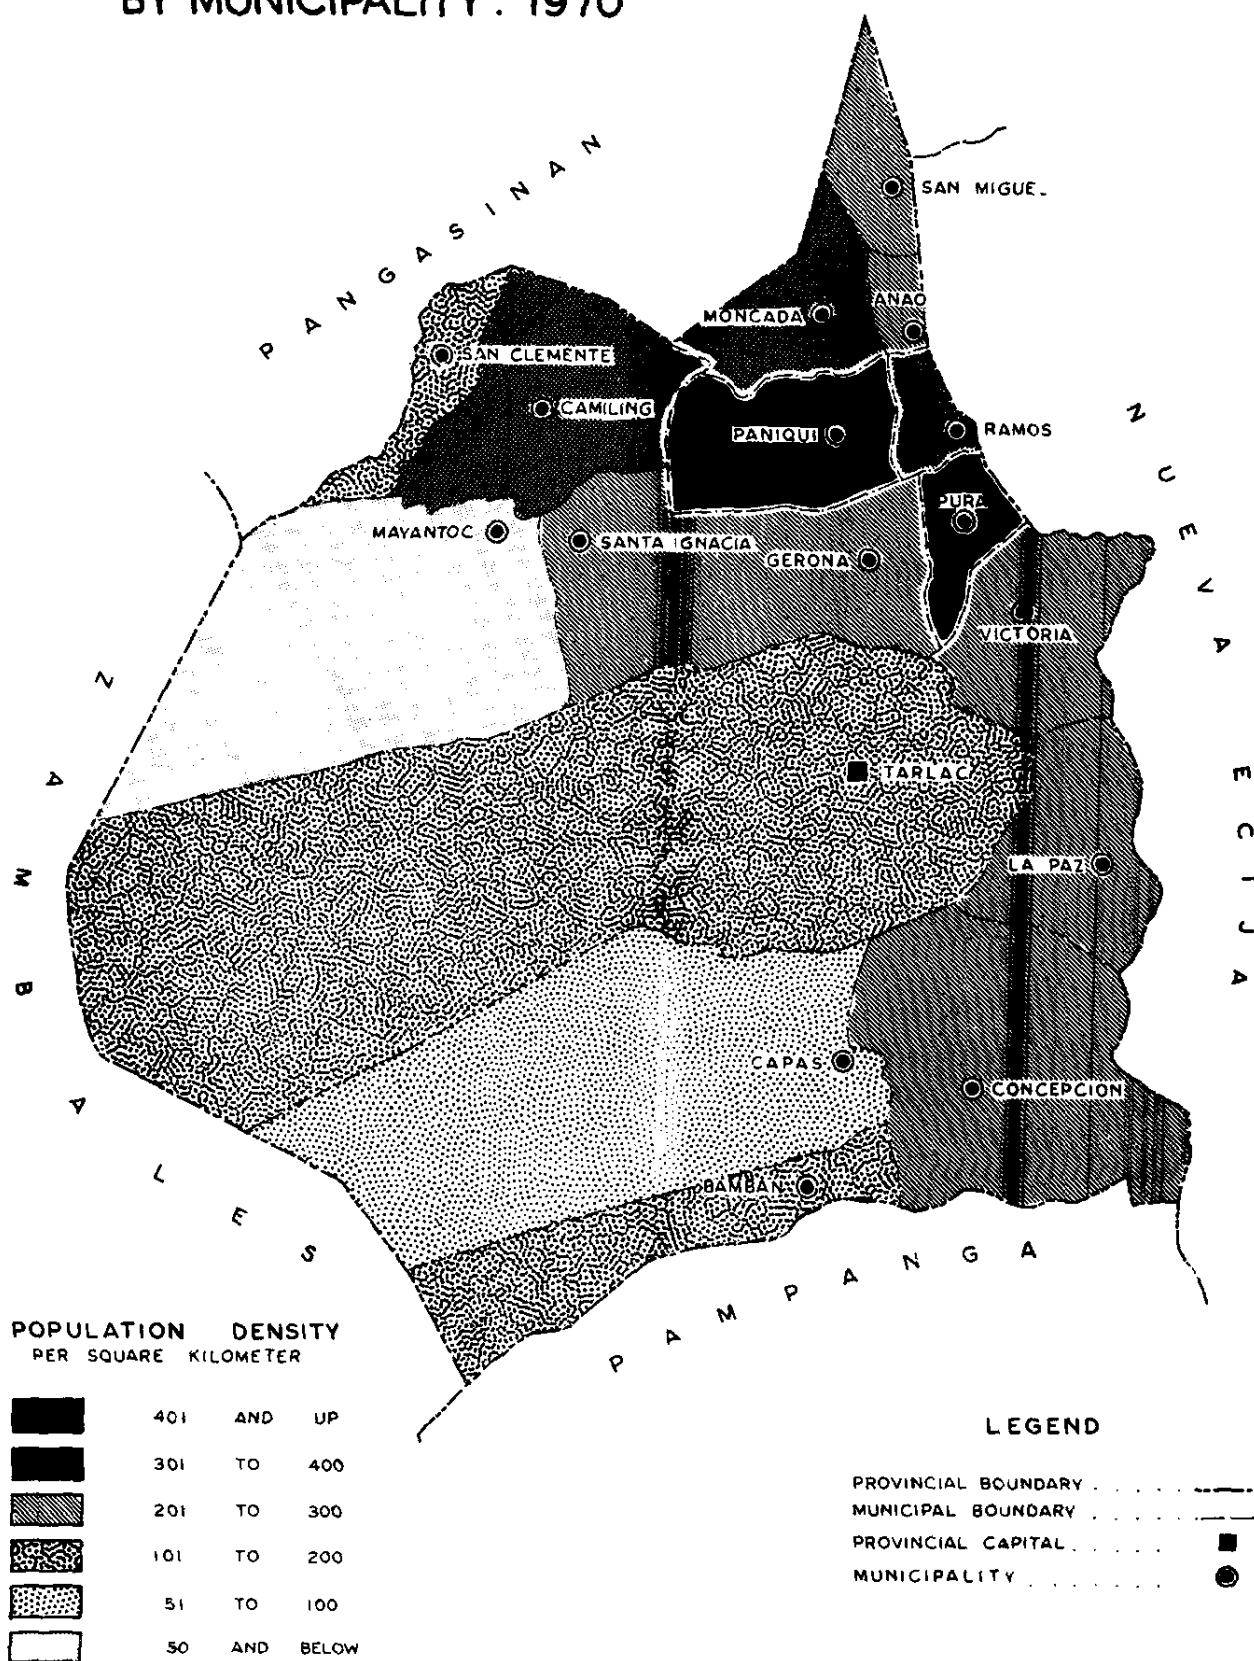 BY MUNICIPALITY: 1970
PANGASINAN
SAN MIGUEL
ANAO
MONCADA
SAN CLEMENTE
CAMILING
PANIQUI
RAMOS
NUEVA ECIJA
PURA
MAYANTOC
SANTA IGNACIA
GERONA
VICTORIA
ZAMBALES
TARLAC
LA PAZ
CAPAS
CONCEPCION
BAMBAN
PAMPANGA
POPULATION DENSITY
PER SQUARE KILOMETER
401 AND UP
301 TO 400
201 TO 300
101 TO 200
51 TO 100
50 AND BELOW
LEGEND
PROVINCIAL BOUNDARY . . . . .
MUNICIPAL BOUNDARY . . . . .
PROVINCIAL CAPITAL . . . . .
MUNICIPALITY . . . . . . .